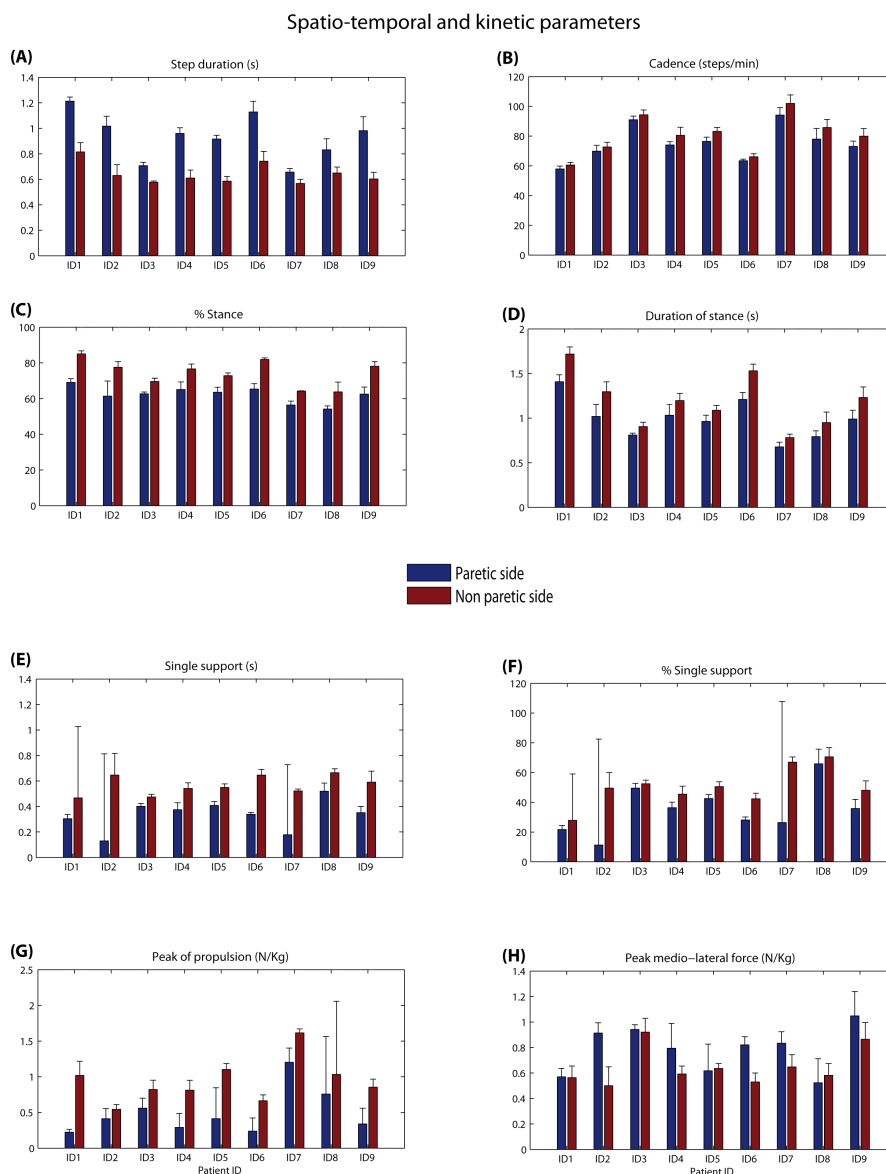 Spatio-temporal and kinetic parameters
(A)
Step duration (s)
1.4
1.2
1
0.8
0.6
0.4
0.2
0
ID1 ID2 ID3 ID4 ID5 ID6 ID7 ID8 ID9
(B)
Cadence (steps/min)
120
100
80
60
40
20
0
ID1 ID2 ID3 ID4 ID5 ID6 ID7 ID8 ID9
(C)
% Stance
100
80
60
40
20
0
ID1 ID2 ID3 ID4 ID5 ID6 ID7 ID8 ID9
(D)
Duration of stance (s)
2
1.5
1
0.5
0
ID1 ID2 ID3 ID4 ID5 ID6 ID7 ID8 ID9
Paretic side
Non paretic side
(E)
Single support (s)
1.4
1.2
1
0.8
0.6
0.4
0.2
0
ID1 ID2 ID3 ID4 ID5 ID6 ID7 ID8 ID9
(F)
% Single support
120
100
80
60
40
20
0
ID1 ID2 ID3 ID4 ID5 ID6 ID7 ID8 ID9
(G)
Peak of propulsion (N/Kg)
2.5
2
1.5
1
0.5
0
ID1 ID2 ID3 ID4 ID5 ID6 ID7 ID8 ID9
Patient ID
(H)
Peak medio−lateral force (N/Kg)
1.4
1.2
1
0.8
0.6
0.4
0.2
0
ID1 ID2 ID3 ID4 ID5 ID6 ID7 ID8 ID9
Patient ID